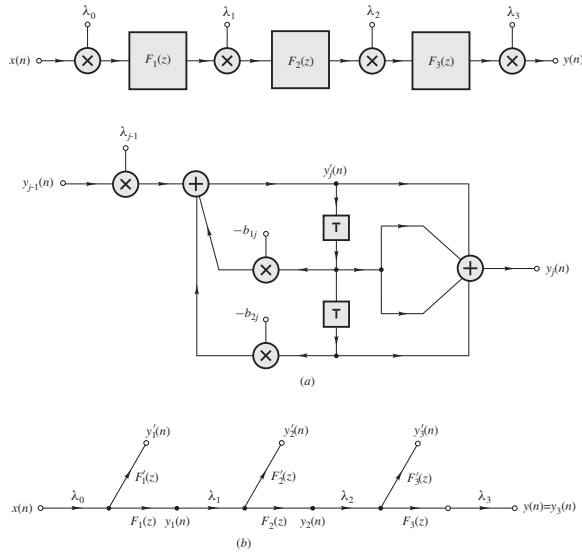 λ0 λ1 λ2 λ3
x(n) F1(z) F2(z) F3(z) y(n)
λj-1
yj-1(n) y′j(n)
T
−b1j
yj(n)
−b2j
T
(a)
y′1(n) y′2(n) y′3(n)
F′1(z) F′2(z) F′3(z)
x(n) λ0 λ1 λ2 λ3 y(n)=y3(n)
F1(z) y1(n) F2(z) y2(n) F3(z)
(b)